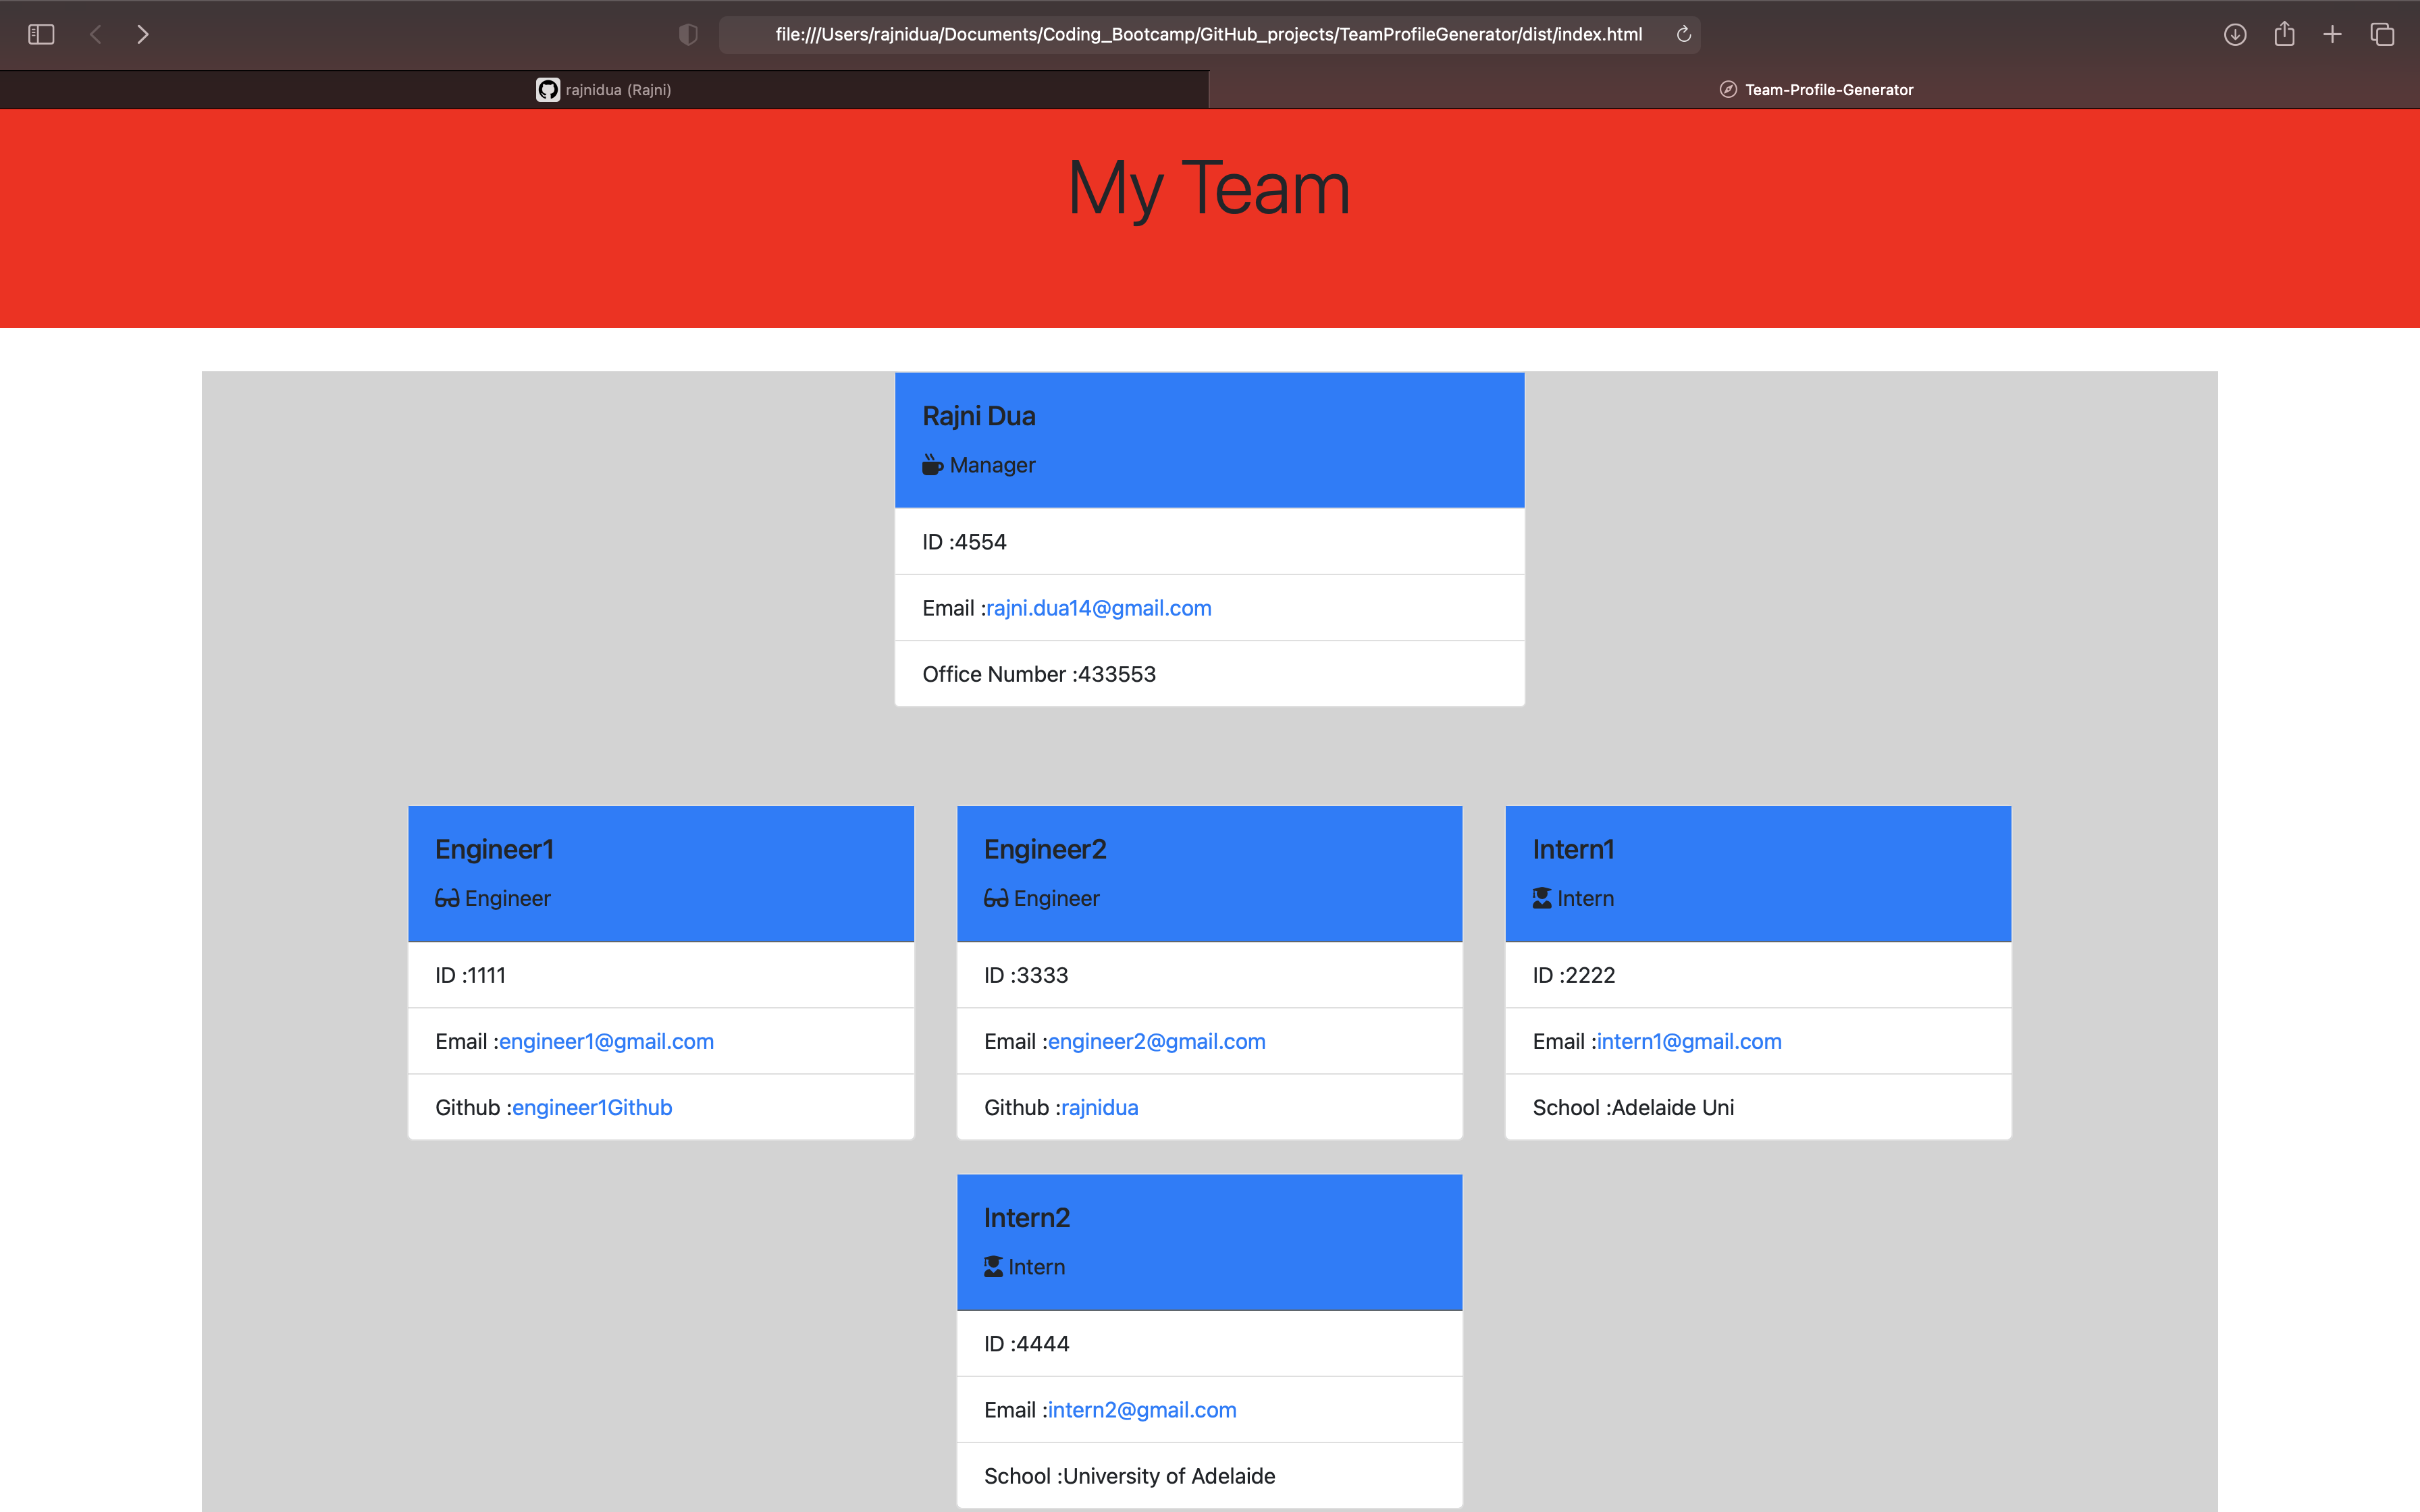 file:///Users/rajnidua/Documents/Coding_Bootcamp/GitHub_projects/TeamProfileGenerator/dist/index.html
rajnidua (Rajni)
Team-Profile-Generator
My Team
Rajni Dua
Manager
ID :4554
Email :rajni.dua14@gmail.com
Office Number :433553
Engineer1
Engineer
ID :1111
Email :engineer1@gmail.com
Github :engineer1Github
Engineer2
Engineer
ID :3333
Email :engineer2@gmail.com
Github :rajnidua
Intern1
Intern
ID :2222
Email :intern1@gmail.com
School :Adelaide Uni
Intern2
Intern
ID :4444
Email :intern2@gmail.com
School :University of Adelaide